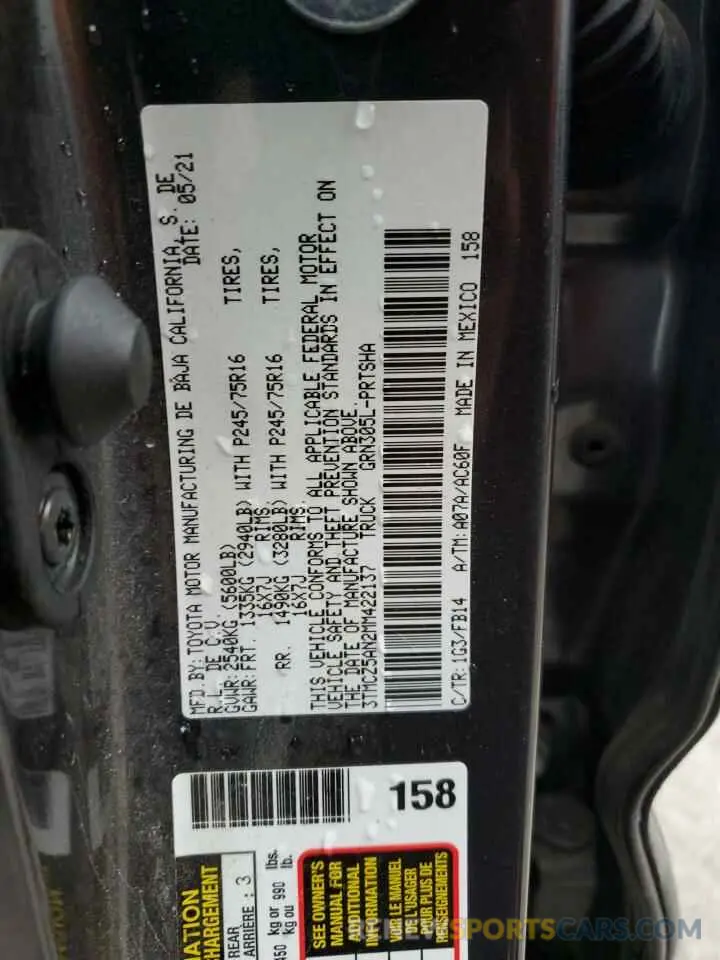 MFD.BY:TOYOTA MOTOR MANUFACTURING DE BAJA CALIFORNIA, S. DE
R.L. DE C.V. DATE: 05/21
GVWR:2540KG (5600LB)
GAWR:FRT. 1335KG (2940LB) WITH P245/75R16 TIRES,
16X7J RIMS.
RR. 1490KG (3280LB) WITH P245/75R16 TIRES,
16X7J RIMS.
THIS VEHICLE CONFORMS TO ALL APPLICABLE FEDERAL MOTOR
VEHICLE SAFETY AND THEFT PREVENTION STANDARDS IN EFFECT ON
THE DATE OF MANUFACTURE SHOWN ABOVE.
3TMCZ5AN2MM422137 TRUCK GRN305L-PRTSHA
C/TR:1G3/FB14 A/TM:A07A/AC60F MADE IN MEXICO 158
158
REAR
ARRIÈRE : 3
450 kg or 990 lbs.
kg ou lb.
SEE OWNER'S
MANUAL FOR
ADDITIONAL
INFORMATION
VOIR LE MANUEL
DE L'USAGER
POUR PLUS DE
RENSEIGNEMENTS